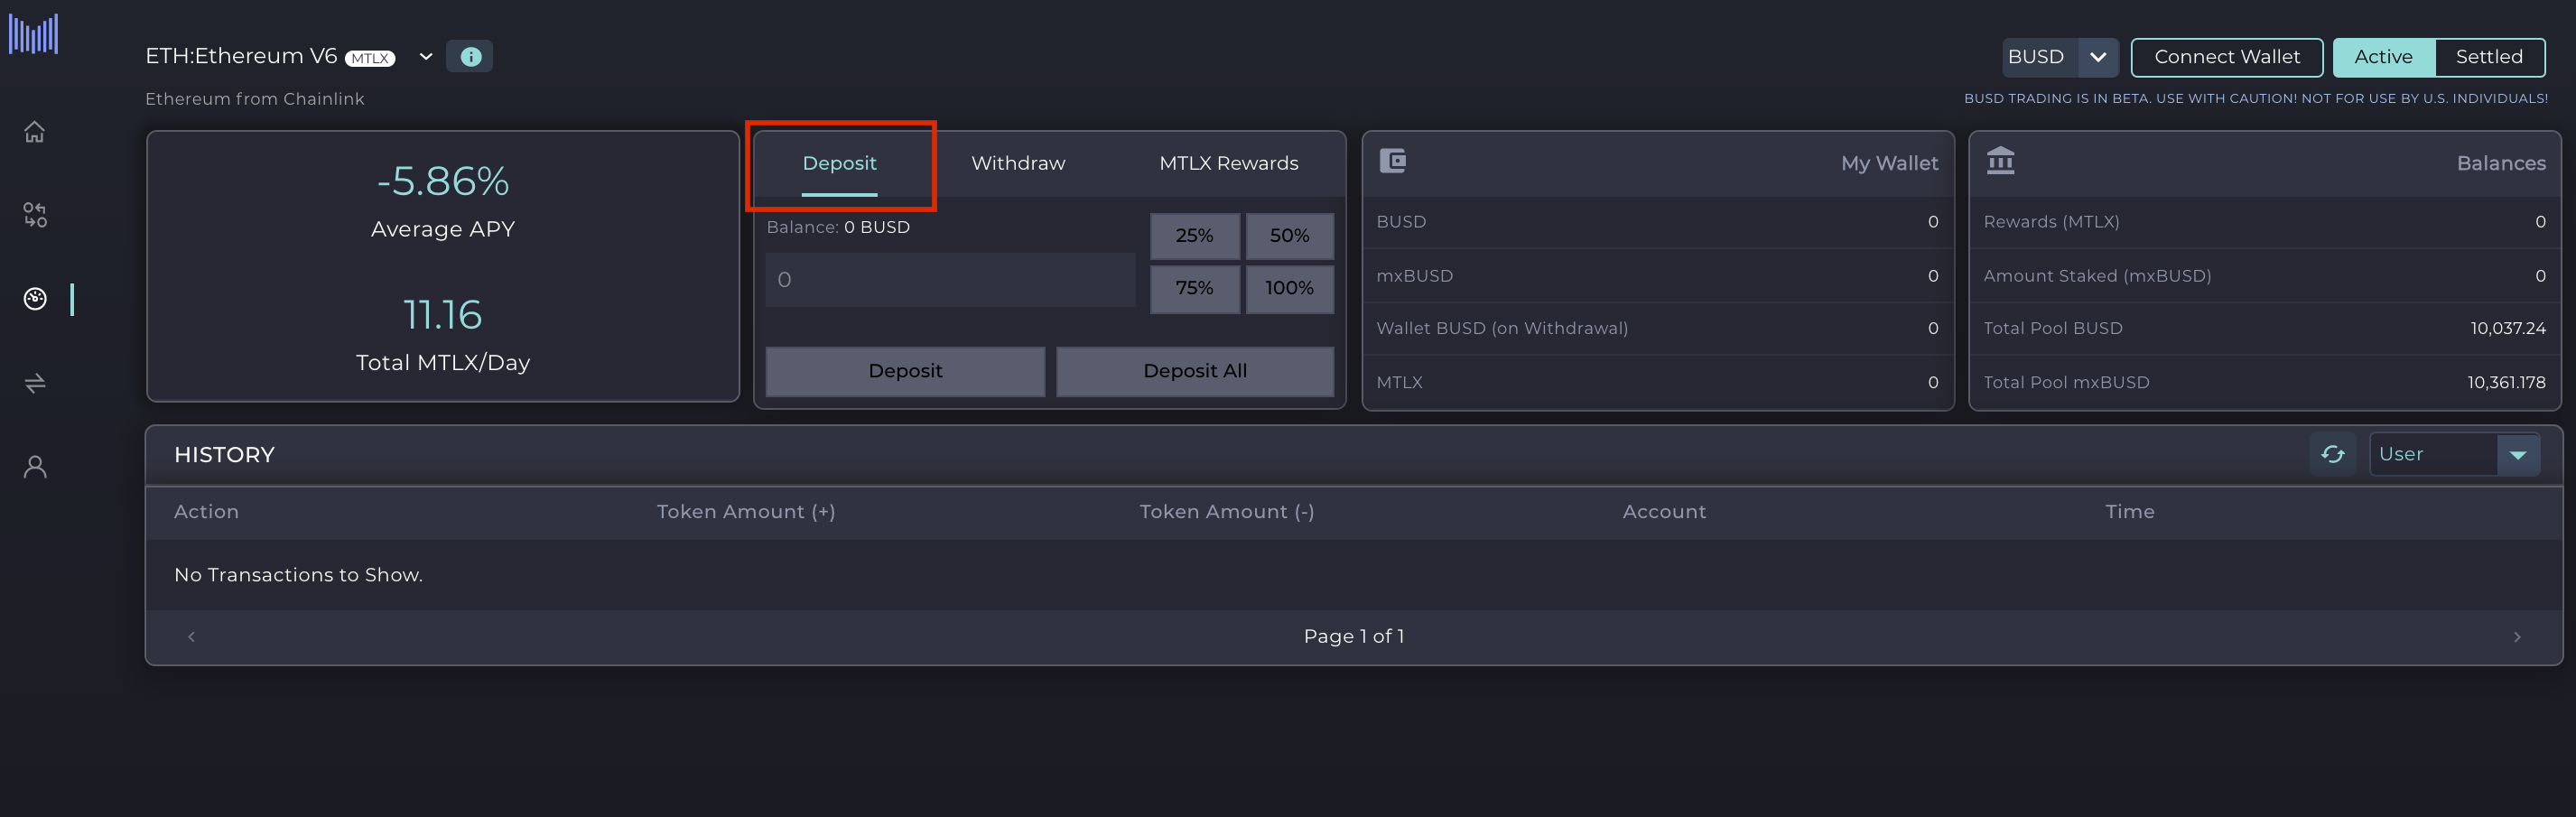 ETH:Ethereum V6 MTLX
Ethereum from Chainlink
BUSD
Connect Wallet
Active
Settled
BUSD TRADING IS IN BETA. USE WITH CAUTION! NOT FOR USE BY U.S. INDIVIDUALS!
-5.86%
Average APY
11.16
Total MTLX/Day
Deposit
Withdraw
MTLX Rewards
Balance: 0 BUSD
0
25%
50%
75%
100%
Deposit
Deposit All
My Wallet
BUSD 0
mxBUSD 0
Wallet BUSD (on Withdrawal) 0
MTLX 0
Balances
Rewards (MTLX) 0
Amount Staked (mxBUSD) 0
Total Pool BUSD 10,037.24
Total Pool mxBUSD 10,361.178
HISTORY
User
Action Token Amount (+) Token Amount (-) Account Time
No Transactions to Show.
Page 1 of 1